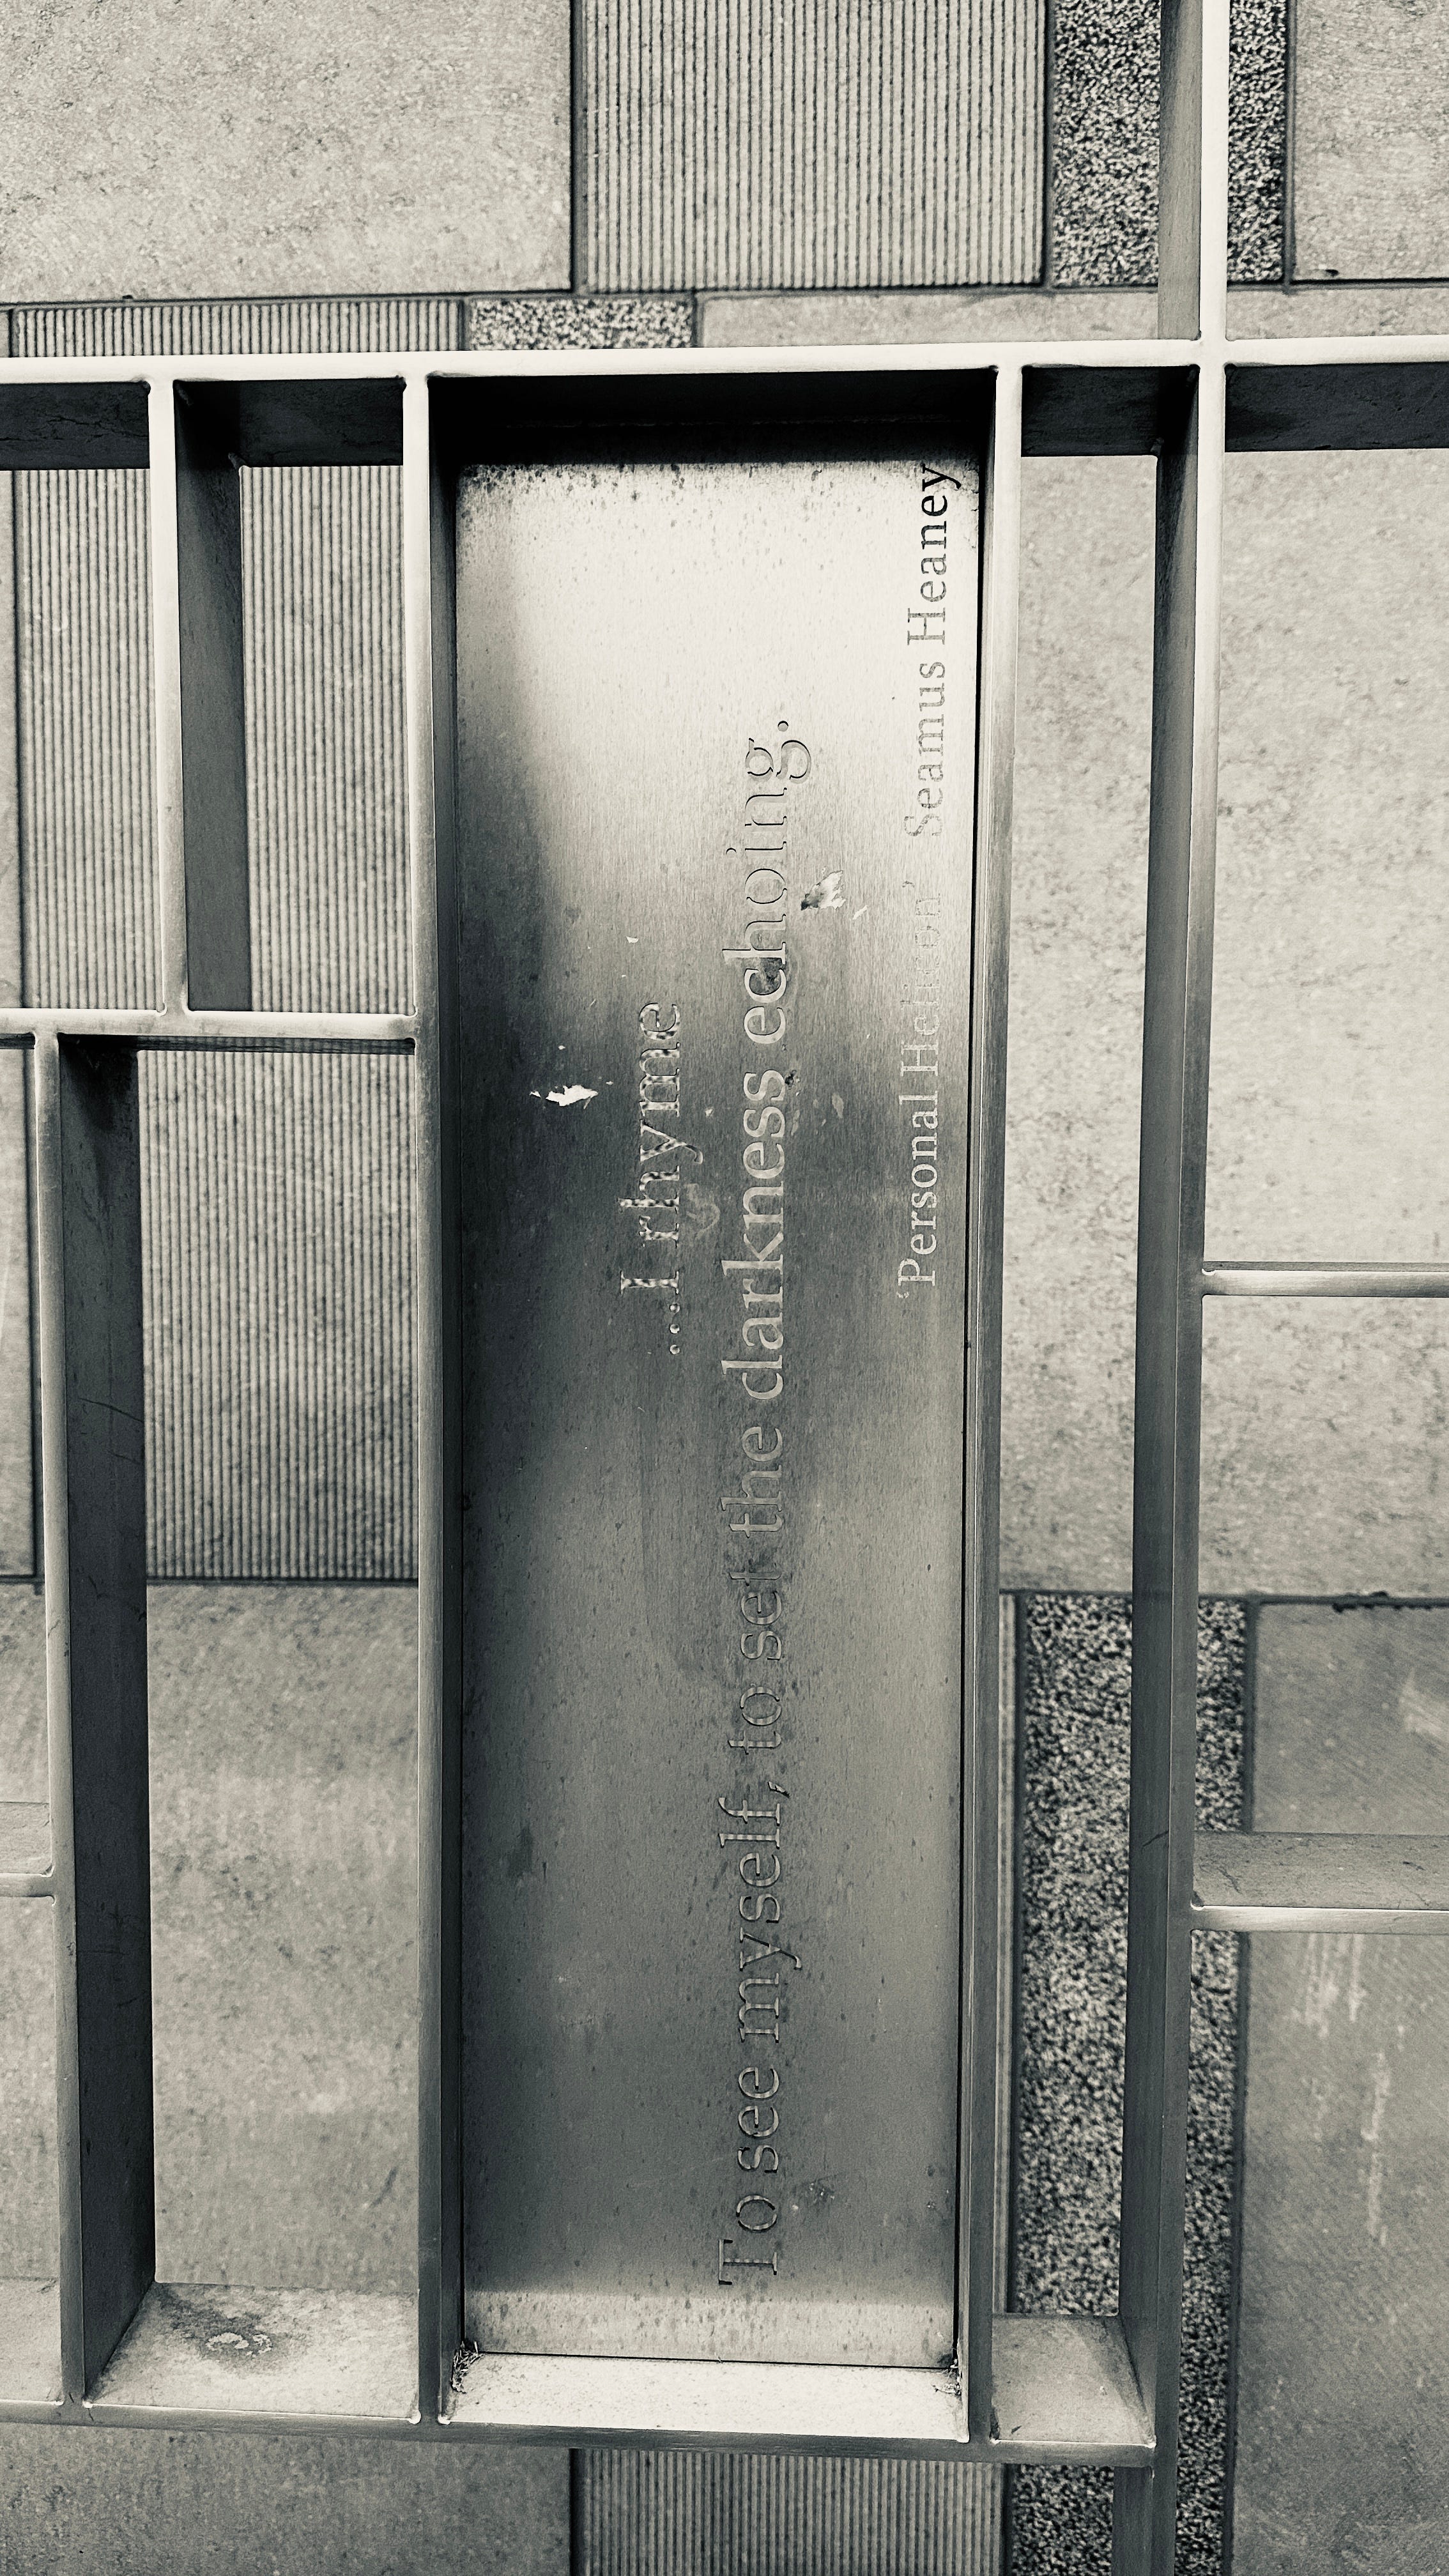 ...I rhyme
To see myself, to set the darkness echoing.
‘Personal Helicon’ Seamus Heaney